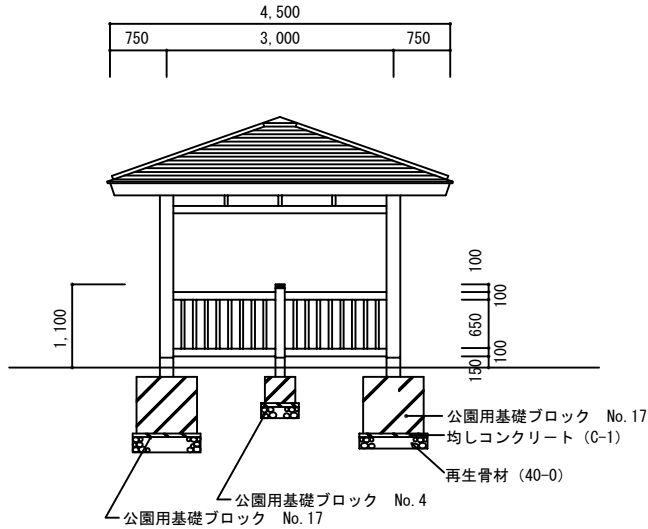 4,500
750
3,000
750
1,100
100
100
650
100
150
公園用基礎ブロック No.17
均しコンクリート（C-1）
再生骨材（40-0）
公園用基礎ブロック No.4
公園用基礎ブロック No.17